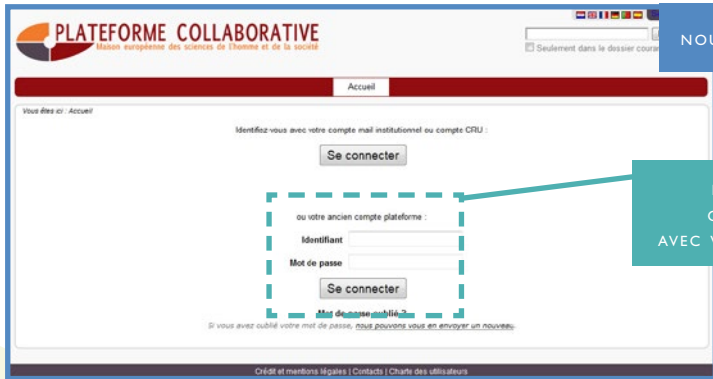 PLATEFORME COLLABORATIVE
Maison européenne des sciences de l'homme et de la société
Seulement dans le dossier
Accueil
Vous êtes ici : Accueil
Identifiez-vous avec votre compte mail institutionnel ou compte CRU :
Se connecter
ou votre ancien compte plateforme :
Identifiant
Mot de passe
Se connecter
Mot de passe oublié ?
Si vous avez oublié votre mot de passe, nous pouvons vous en envoyer un nouveau.
AVEC
Crédit et mentions légales | Contacts | Charte des utilisateurs